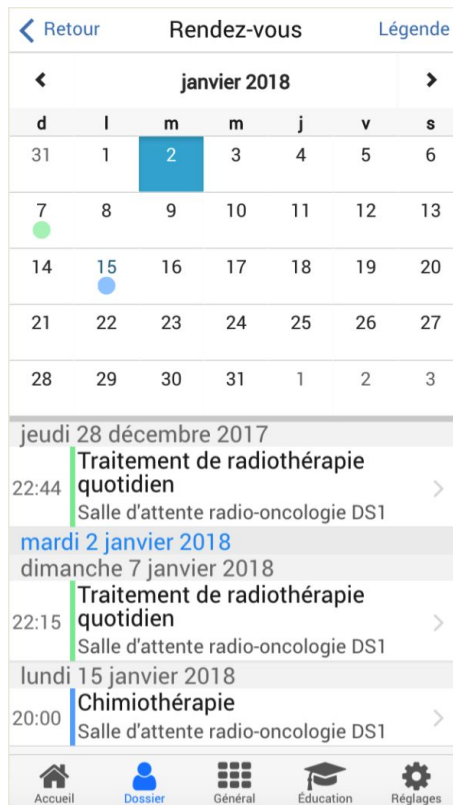 Retour Rendez-vous Légende
janvier 2018
d l m m j v s
31 1 2 3 4 5 6
7 8 9 10 11 12 13
14 15 16 17 18 19 20
21 22 23 24 25 26 27
28 29 30 31 1 2 3
jeudi 28 décembre 2017
Traitement de radiothérapie
22:44 quotidien
Salle d'attente radio-oncologie DS1
mardi 2 janvier 2018
dimanche 7 janvier 2018
Traitement de radiothérapie
22:15 quotidien
Salle d'attente radio-oncologie DS1
lundi 15 janvier 2018
Chimiothérapie
20:00
Salle d'attente radio-oncologie DS1
Accueil Dossier Général Éducation Réglages